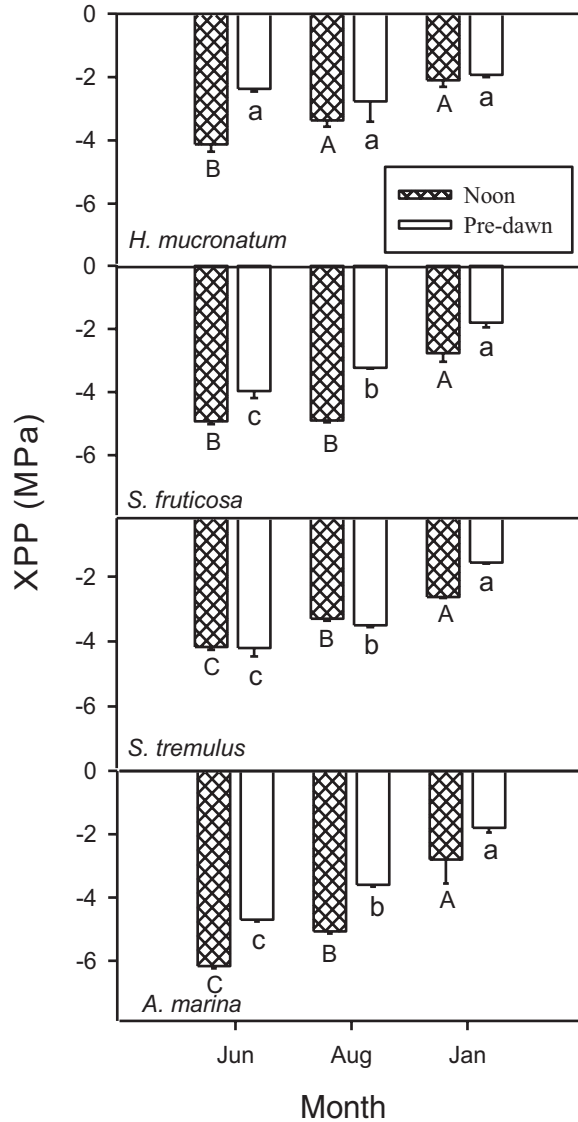 0
-2
-4
-6
B a A a A a
Noon
Pre-dawn
H. mucronatum
0
-2
-4
-6
B c B b A a
S. fruticosa
-2
-4
-6
C c B b A a
S. tremulus
0
-2
-4
-6
C c B b A a
A. marina
XPP (MPa)
Jun Aug Jan
Month